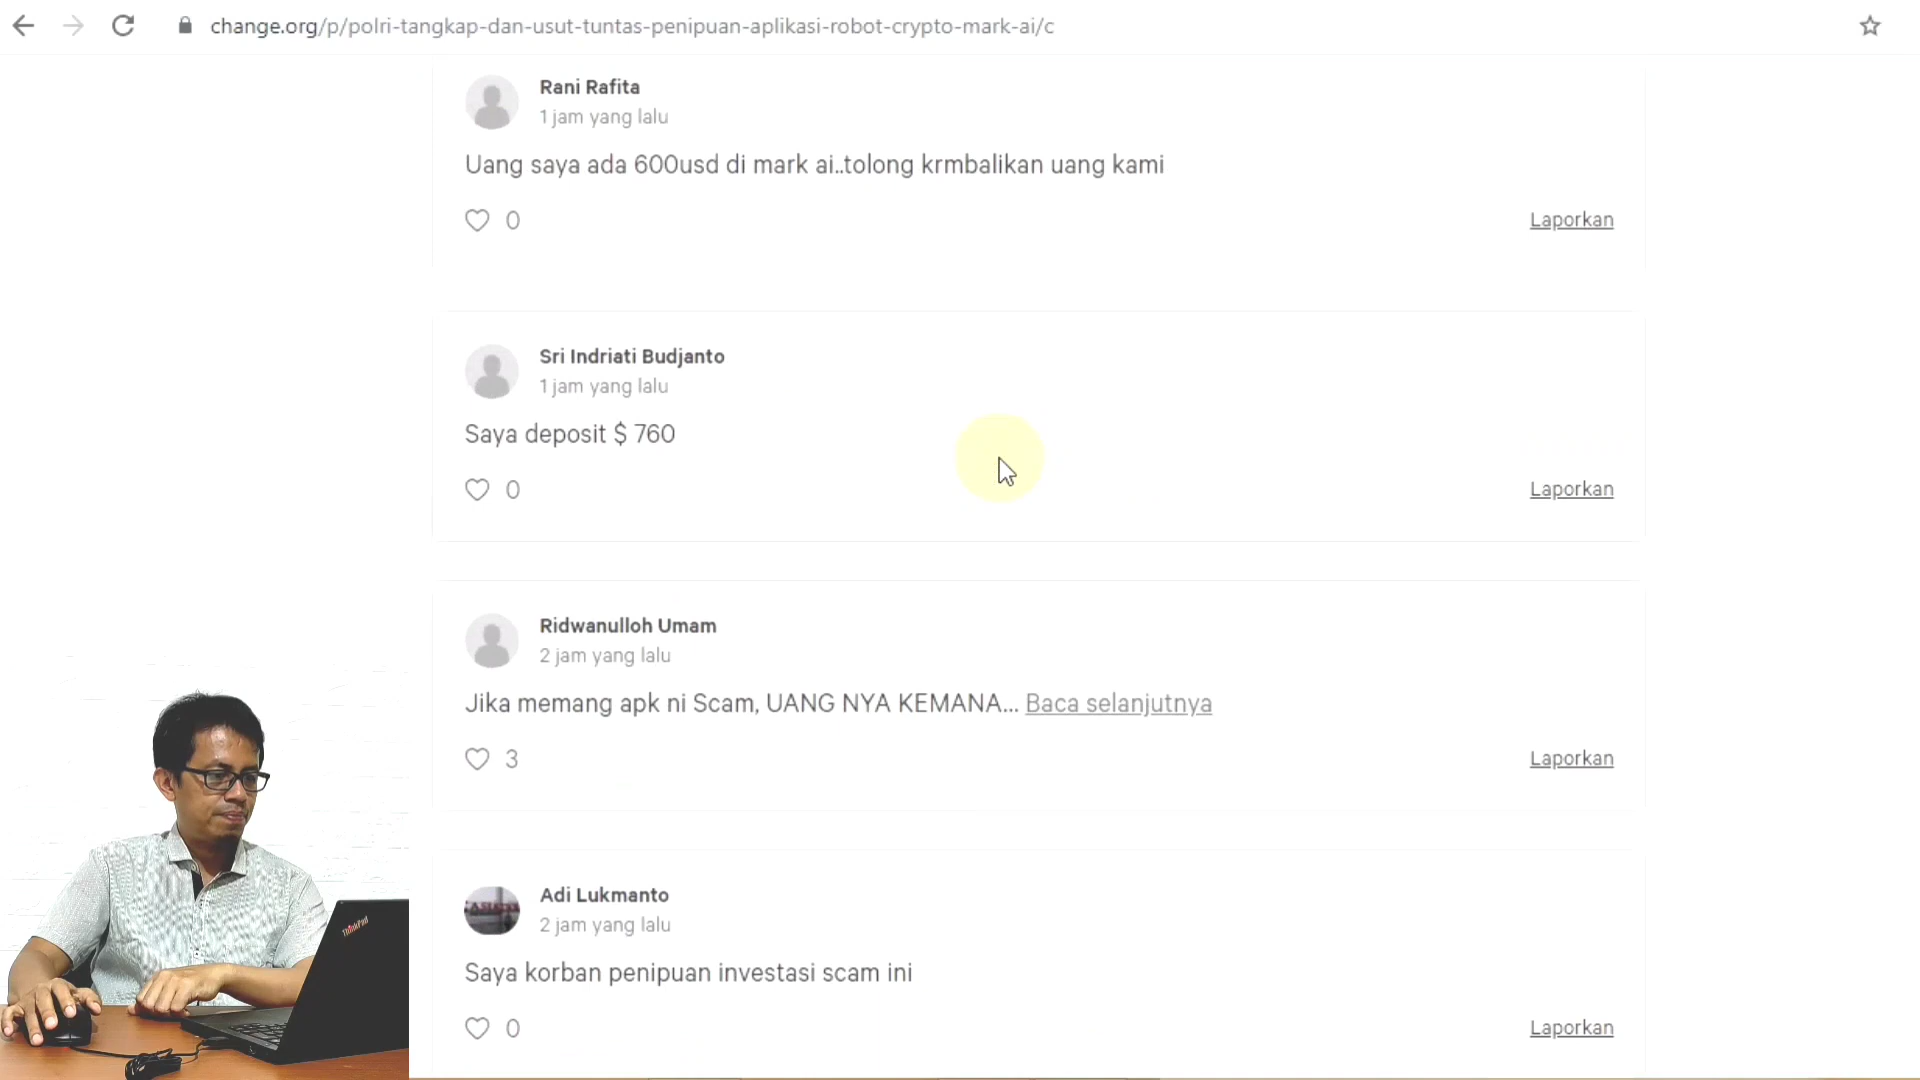 change.org/p/polri-tangkap-dan-usut-tuntas-penipuan-aplikasi-robot-crypto-mark-ai/c
Rani Rafita
1 jam yang lalu
Uang saya ada 600usd di mark ai..tolong krmbalikan uang kami
0
Laporkan
Sri Indriati Budjanto
1 jam yang lalu
Saya deposit $ 760
0
Laporkan
Ridwanulloh Umam
2 jam yang lalu
Jika memang apk ni Scam, UANG NYA KEMANA... Baca selanjutnya
3
Laporkan
Adi Lukmanto
2 jam yang lalu
Saya korban penipuan investasi scam ini
0
Laporkan
ThinkPad